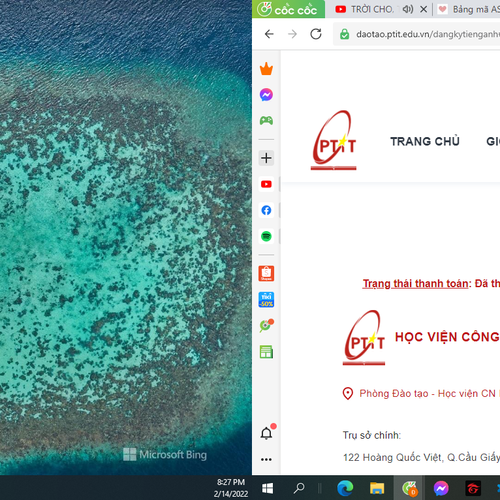 Microsoft Bing
8:27 PM
2/14/2022
CỐC CỐC
TRỜI CHO.
Bảng mã AS
daotao.ptit.edu.vn/dangkytienganh
PTIT
TRANG CHỦ
GI
Trạng thái thanh toán: Đã th
PTIT
HỌC VIỆN CÔNG
Phòng Đào tạo - Học viện CN
Trụ sở chính:
122 Hoàng Quốc Việt, Q.Cầu Giấy
TIKI
-50%